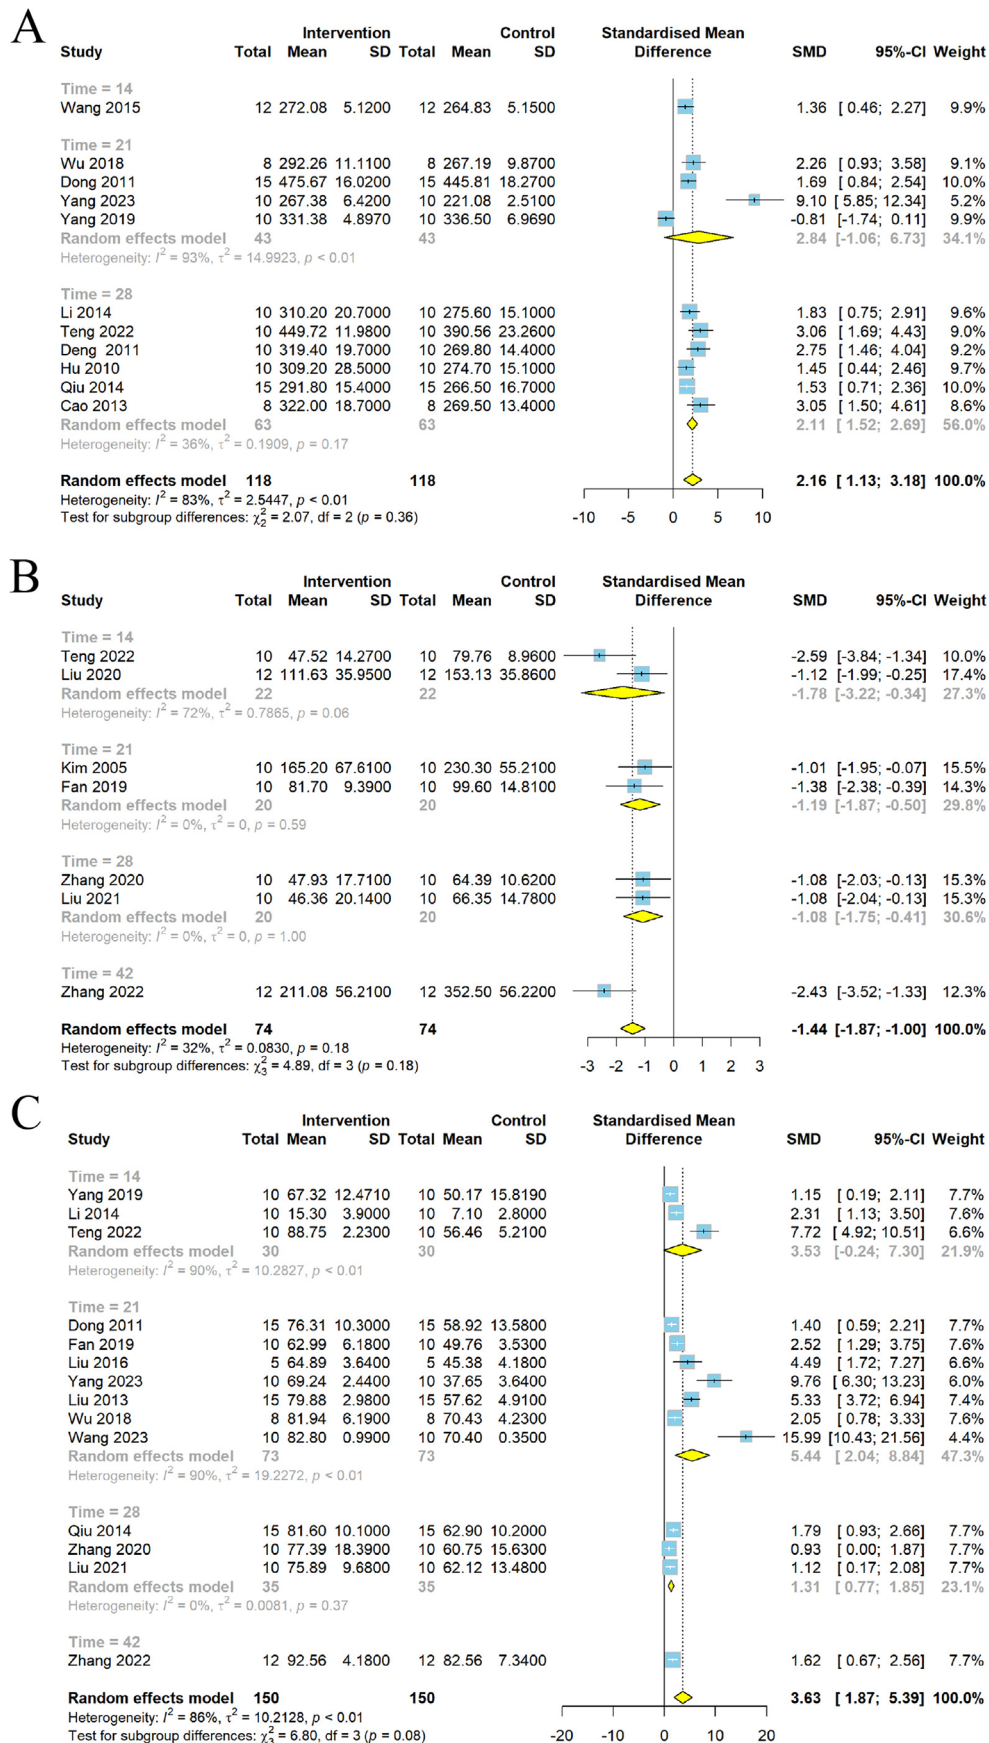 A
Intervention Control Standardised Mean
Study Total Mean SD Total Mean SD Difference SMD 95%-CI Weight
Time = 14
Wang 2015 12 272.08 5.1200 12 264.83 5.1500 1.36 [ 0.46; 2.27] 9.9%
Time = 21
Wu 2018 8 292.26 11.1100 8 267.19 9.8700 2.26 [ 0.93; 3.58] 9.1%
Dong 2011 15 475.67 16.0200 15 445.81 18.2700 1.69 [ 0.84; 2.54] 10.0%
Yang 2023 10 267.38 6.4200 10 221.08 2.5100 9.10 [ 5.85; 12.34] 5.2%
Yang 2019 10 331.38 4.8970 10 336.50 6.9690 -0.81 [ -1.74; 0.11] 9.9%
Random effects model 43 43 2.84 [-1.06; 6.73] 34.1%
Heterogeneity: I² = 93%, τ² = 14.9923, p < 0.01
Time = 28
Li 2014 10 310.20 20.7000 10 275.60 15.1000 1.83 [ 0.75; 2.91] 9.6%
Teng 2022 10 449.72 11.9800 10 390.56 23.2600 3.06 [ 1.69; 4.43] 9.0%
Deng 2011 10 319.40 19.7000 10 269.80 14.4000 2.75 [ 1.46; 4.04] 9.2%
Hu 2010 10 309.20 28.5000 10 274.70 15.1000 1.45 [ 0.44; 2.46] 9.7%
Qiu 2014 15 291.80 15.4000 15 266.50 16.7000 1.53 [ 0.71; 2.36] 10.0%
Cao 2013 8 322.00 18.7000 8 269.50 13.4000 3.05 [ 1.50; 4.61] 8.6%
Random effects model 63 63 2.11 [ 1.52; 2.69] 56.0%
Heterogeneity: I² = 36%, τ² = 0.1909, p = 0.17
Random effects model 118 118 2.16 [ 1.13; 3.18] 100.0%
Heterogeneity: I² = 83%, τ² = 2.5447, p < 0.01
Test for subgroup differences: χ²₂ = 2.07, df = 2 (p = 0.36)
-10 -5 0 5 10
B
Intervention Control Standardised Mean
Study Total Mean SD Total Mean SD Difference SMD 95%-CI Weight
Time = 14
Teng 2022 10 47.52 14.2700 10 79.76 8.9600 -2.59 [-3.84; -1.34] 10.0%
Liu 2020 12 111.63 35.9500 12 153.13 35.8600 -1.12 [-1.99; -0.25] 17.4%
Random effects model 22 22 -1.78 [-3.22; -0.34] 27.3%
Heterogeneity: I² = 72%, τ² = 0.7865, p = 0.06
Time = 21
Kim 2005 10 165.20 67.6100 10 230.30 55.2100 -1.01 [-1.95; -0.07] 15.5%
Fan 2019 10 81.70 9.3900 10 99.60 14.8100 -1.38 [-2.38; -0.39] 14.3%
Random effects model 20 20 -1.19 [-1.87; -0.50] 29.8%
Heterogeneity: I² = 0%, τ² = 0, p = 0.59
Time = 28
Zhang 2020 10 47.93 17.7100 10 64.39 10.6200 -1.08 [-2.03; -0.13] 15.3%
Liu 2021 10 46.36 20.1400 10 66.35 14.7800 -1.08 [-2.04; -0.13] 15.3%
Random effects model 20 20 -1.08 [-1.75; -0.41] 30.6%
Heterogeneity: I² = 0%, τ² = 0, p = 1.00
Time = 42
Zhang 2022 12 211.08 56.2100 12 352.50 56.2200 -2.43 [-3.52; -1.33] 12.3%
Random effects model 74 74 -1.44 [-1.87; -1.00] 100.0%
Heterogeneity: I² = 32%, τ² = 0.0830, p = 0.18
Test for subgroup differences: χ²₃ = 4.89, df = 3 (p = 0.18)
-3 -2 -1 0 1 2 3
C
Intervention Control Standardised Mean
Study Total Mean SD Total Mean SD Difference SMD 95%-CI Weight
Time = 14
Yang 2019 10 67.32 12.4710 10 50.17 15.8190 1.15 [ 0.19; 2.11] 7.7%
Li 2014 10 15.30 3.9000 10 7.10 2.8000 2.31 [ 1.13; 3.50] 7.6%
Teng 2022 10 88.75 2.2300 10 56.46 5.2100 7.72 [ 4.92; 10.51] 6.6%
Random effects model 30 30 3.53 [-0.24; 7.30] 21.9%
Heterogeneity: I² = 90%, τ² = 10.2827, p < 0.01
Time = 21
Dong 2011 15 76.31 10.3000 15 58.92 13.5800 1.40 [ 0.59; 2.21] 7.7%
Fan 2019 10 62.99 6.1800 10 49.76 3.5300 2.52 [ 1.29; 3.75] 7.6%
Liu 2016 5 64.89 3.6400 5 45.38 4.1800 4.49 [ 1.72; 7.27] 6.6%
Yang 2023 10 69.24 2.4400 10 37.65 3.6400 9.76 [ 6.30; 13.23] 6.0%
Liu 2013 15 79.88 2.9800 15 57.62 4.9100 5.33 [ 3.72; 6.94] 7.4%
Wu 2018 8 81.94 6.1900 8 70.43 4.2300 2.05 [ 0.78; 3.33] 7.6%
Wang 2023 10 82.80 0.9900 10 70.40 0.3500 15.99 [10.43; 21.56] 4.4%
Random effects model 73 73 5.44 [ 2.04; 8.84] 47.3%
Heterogeneity: I² = 90%, τ² = 19.2272, p < 0.01
Time = 28
Qiu 2014 15 81.60 10.1000 15 62.90 10.2000 1.79 [ 0.93; 2.66] 7.7%
Zhang 2020 10 77.39 18.3900 10 60.75 15.6300 0.93 [ 0.00; 1.87] 7.7%
Liu 2021 10 75.89 9.6800 10 62.12 13.4800 1.12 [ 0.17; 2.08] 7.7%
Random effects model 35 35 1.31 [ 0.77; 1.85] 23.1%
Heterogeneity: I² = 0%, τ² = 0.0081, p = 0.37
Time = 42
Zhang 2022 12 92.56 4.1800 12 82.56 7.3400 1.62 [ 0.67; 2.56] 7.7%
Random effects model 150 150 3.63 [ 1.87; 5.39] 100.0%
Heterogeneity: I² = 86%, τ² = 10.2128, p < 0.01
Test for subgroup differences: χ²₃ = 6.80, df = 3 (p = 0.08)
-20 -10 0 10 20